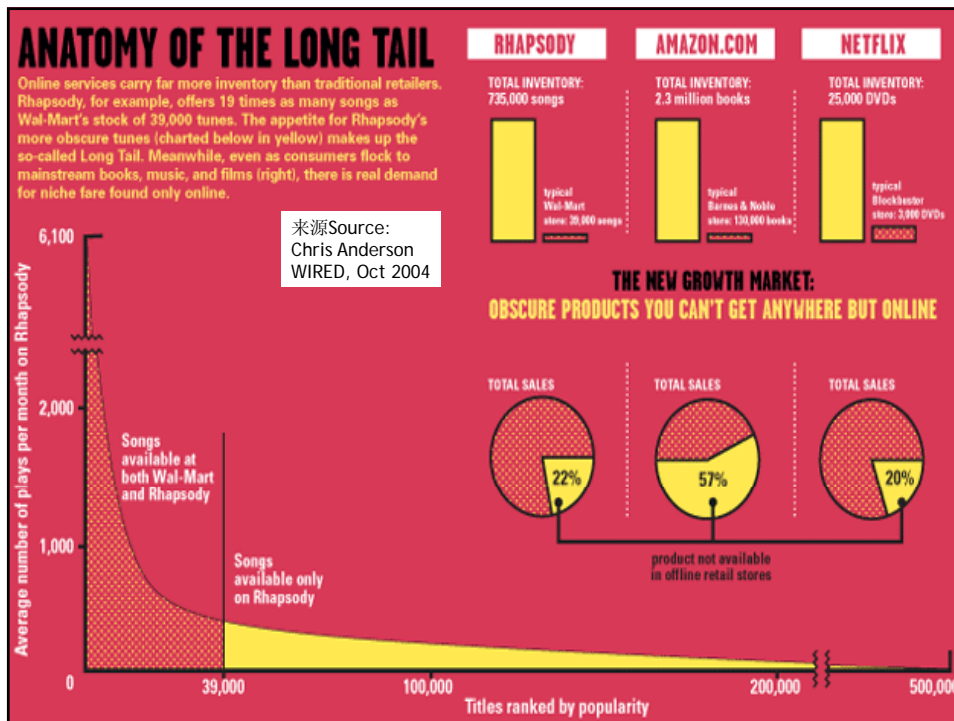 ANATOMY OF THE LONG TAIL
Online services carry far more inventory than traditional retailers.
Rhapsody, for example, offers 19 times as many songs as
Wal-Mart's stock of 39,000 tunes. The appetite for Rhapsody's
more obscure tunes (charted below in yellow) makes up the
so-called Long Tail. Meanwhile, even as consumers flock to
mainstream books, music, and films (right), there is real demand
for niche fare found only online.
来源Source:
Chris Anderson
WIRED, Oct 2004
RHAPSODY
TOTAL INVENTORY:
735,000 songs
typical
Wal-Mart
store: 39,000 songs
AMAZON.COM
TOTAL INVENTORY:
2.3 million books
typical
Barnes & Noble
store: 130,000 books
NETFLIX
TOTAL INVENTORY:
25,000 DVDs
typical
Blockbuster
store: 3,000 DVDs
THE NEW GROWTH MARKET:
OBSCURE PRODUCTS YOU CAN'T GET ANYWHERE BUT ONLINE
TOTAL SALES
22%
TOTAL SALES
57%
TOTAL SALES
20%
product not available
in offline retail stores
Average number of plays per month on Rhapsody
6,100
2,000
1,000
0
Songs
available at
both Wal-Mart
and Rhapsody
Songs
available only
on Rhapsody
39,000
100,000
200,000
500,000
Titles ranked by popularity